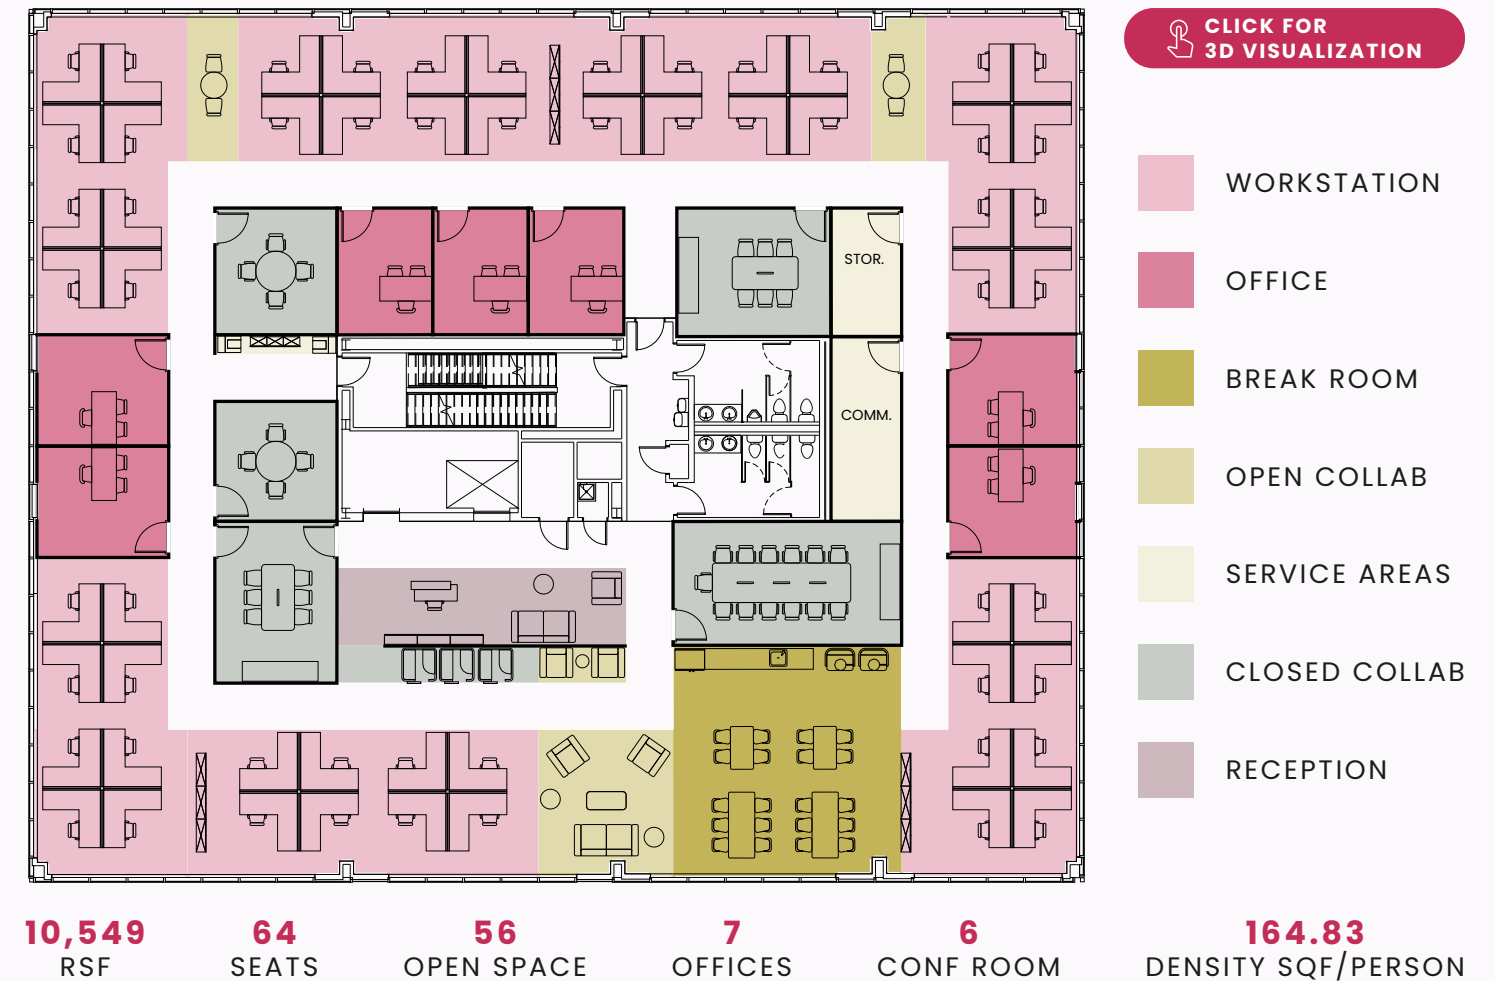 CLICK FOR
3D VISUALIZATION
WORKSTATION
OFFICE
BREAK ROOM
OPEN COLLAB
SERVICE AREAS
CLOSED COLLAB
RECEPTION
STOR.
COMM.
10,549
RSF
64
SEATS
56
OPEN SPACE
7
OFFICES
6
CONF ROOM
164.83
DENSITY SQF/PERSON